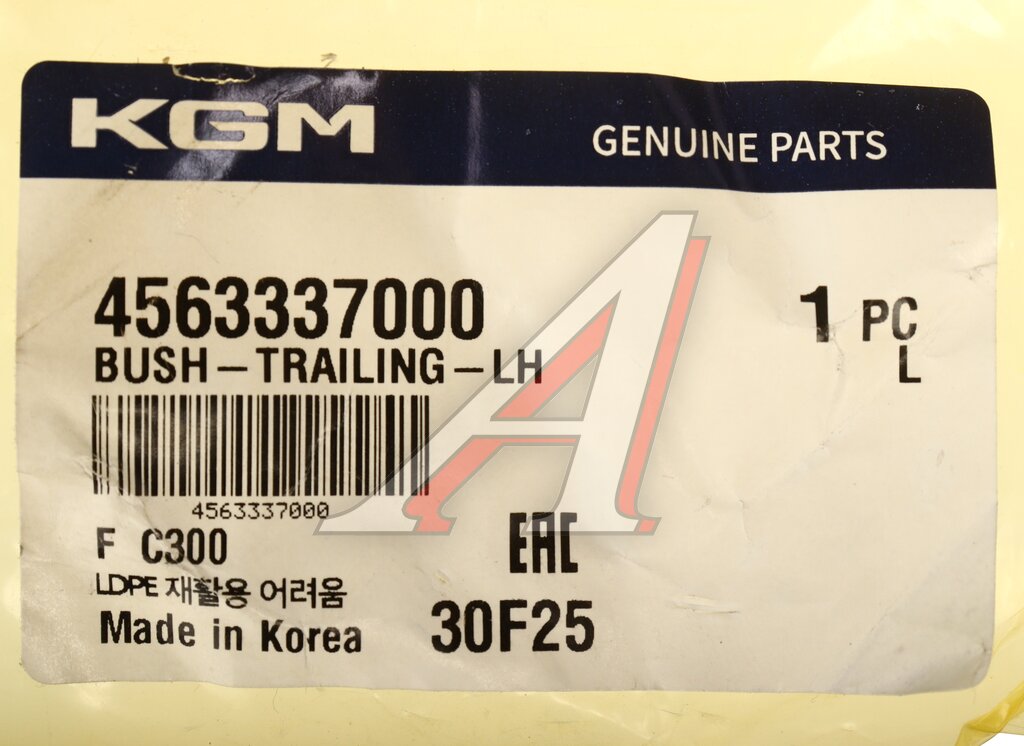 KGM
GENUINE PARTS
4563337000
1 PC
BUSH-TRAILING-LH
L
4563337000
F C300
EAC
LDPE 재활용 어려움
Made in Korea
30F25